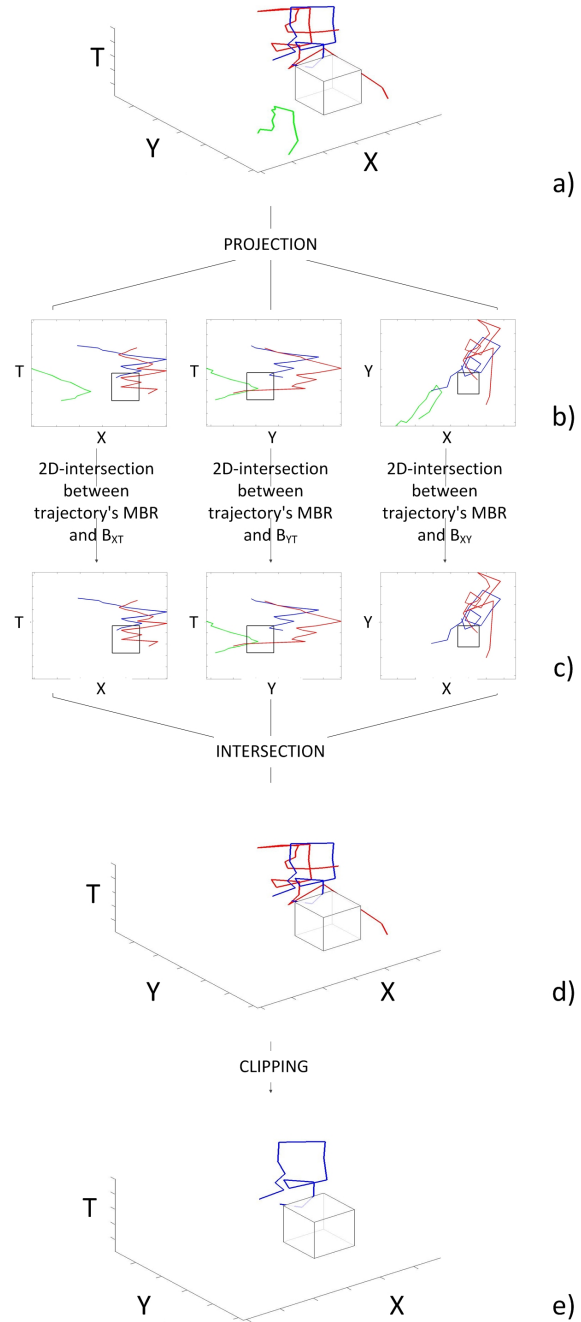 T
Y
X
a)
PROJECTION
T
X
T
Y
Y
X
b)
2D-intersection
between
trajectory's MBR
and B_XT
2D-intersection
between
trajectory's MBR
and B_YT
2D-intersection
between
trajectory's MBR
and B_XY
T
X
T
Y
Y
X
c)
INTERSECTION
T
Y
X
d)
CLIPPING
T
Y
X
e)